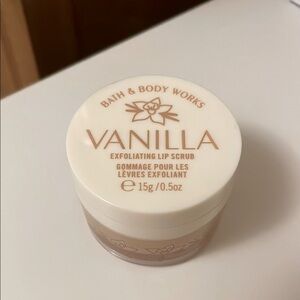 BATH & BODY WORKS
VANILLA
EXFOLIATING LIP SCRUB
GOMMAGE POUR LES
LÈVRES EXFOLIANT
℮ 15g/0.5oz